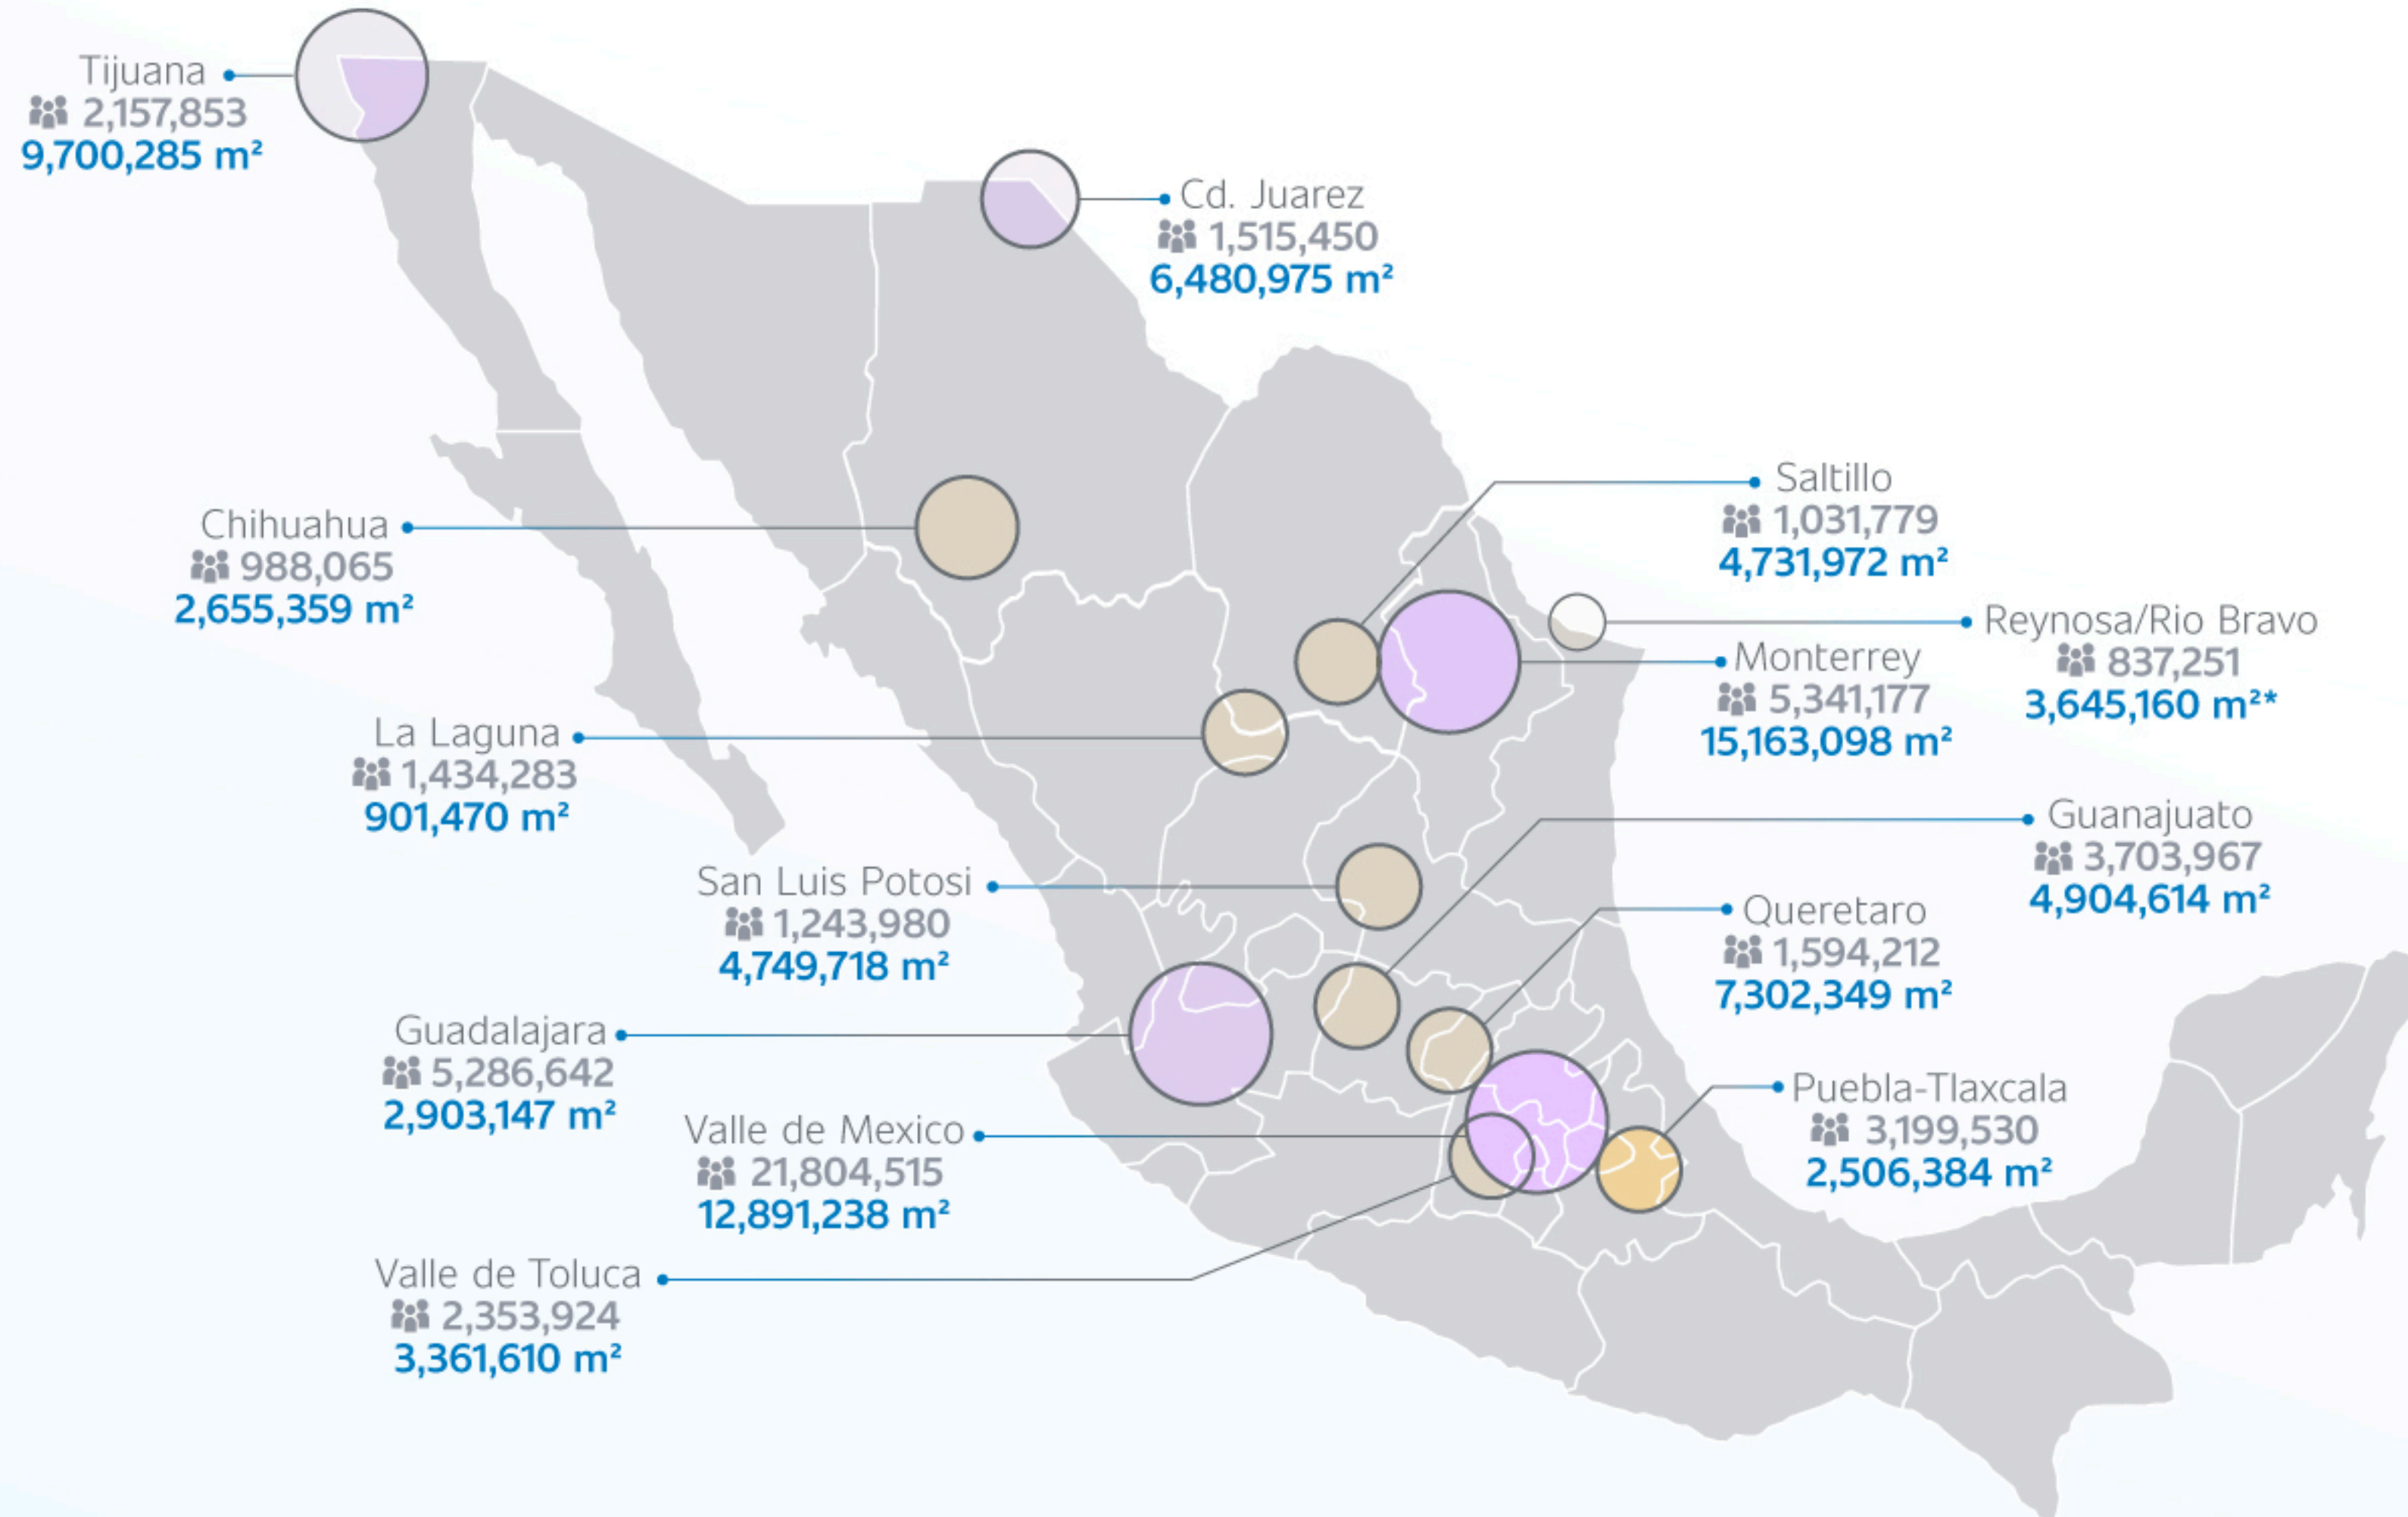 Tijuana
2,157,853
9,700,285 m²
Cd. Juarez
1,515,450
6,480,975 m²
Chihuahua
988,065
2,655,359 m²
Saltillo
1,031,779
4,731,972 m²
Reynosa/Rio Bravo
837,251
3,645,160 m²*
Monterrey
5,341,177
15,163,098 m²
La Laguna
1,434,283
901,470 m²
Guanajuato
3,703,967
4,904,614 m²
San Luis Potosi
1,243,980
4,749,718 m²
Queretaro
1,594,212
7,302,349 m²
Guadalajara
5,286,642
2,903,147 m²
Puebla-Tlaxcala
3,199,530
2,506,384 m²
Valle de Mexico
21,804,515
12,891,238 m²
Valle de Toluca
2,353,924
3,361,610 m²